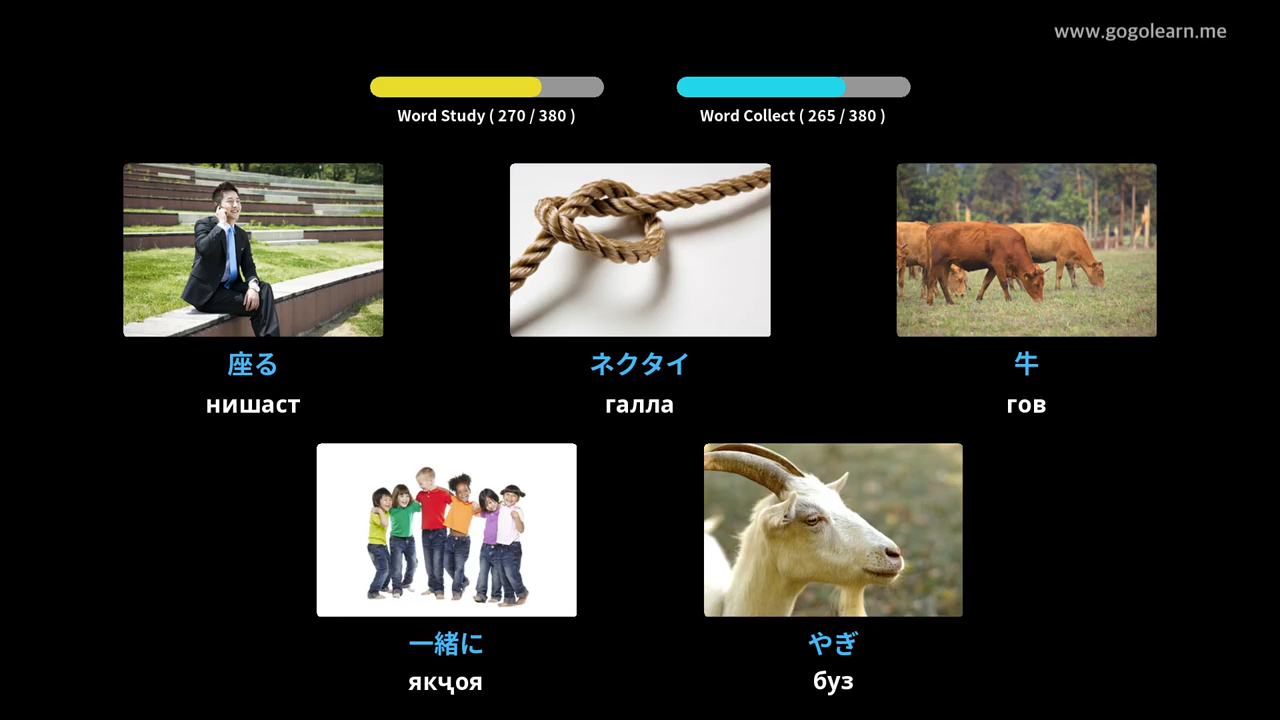 www.gogolearn.me
Word Study ( 270 / 380 )
Word Collect ( 265 / 380 )
座る
ネクタイ
牛
нишаст
галла
гов
一緒に
やぎ
якҷоя
буз